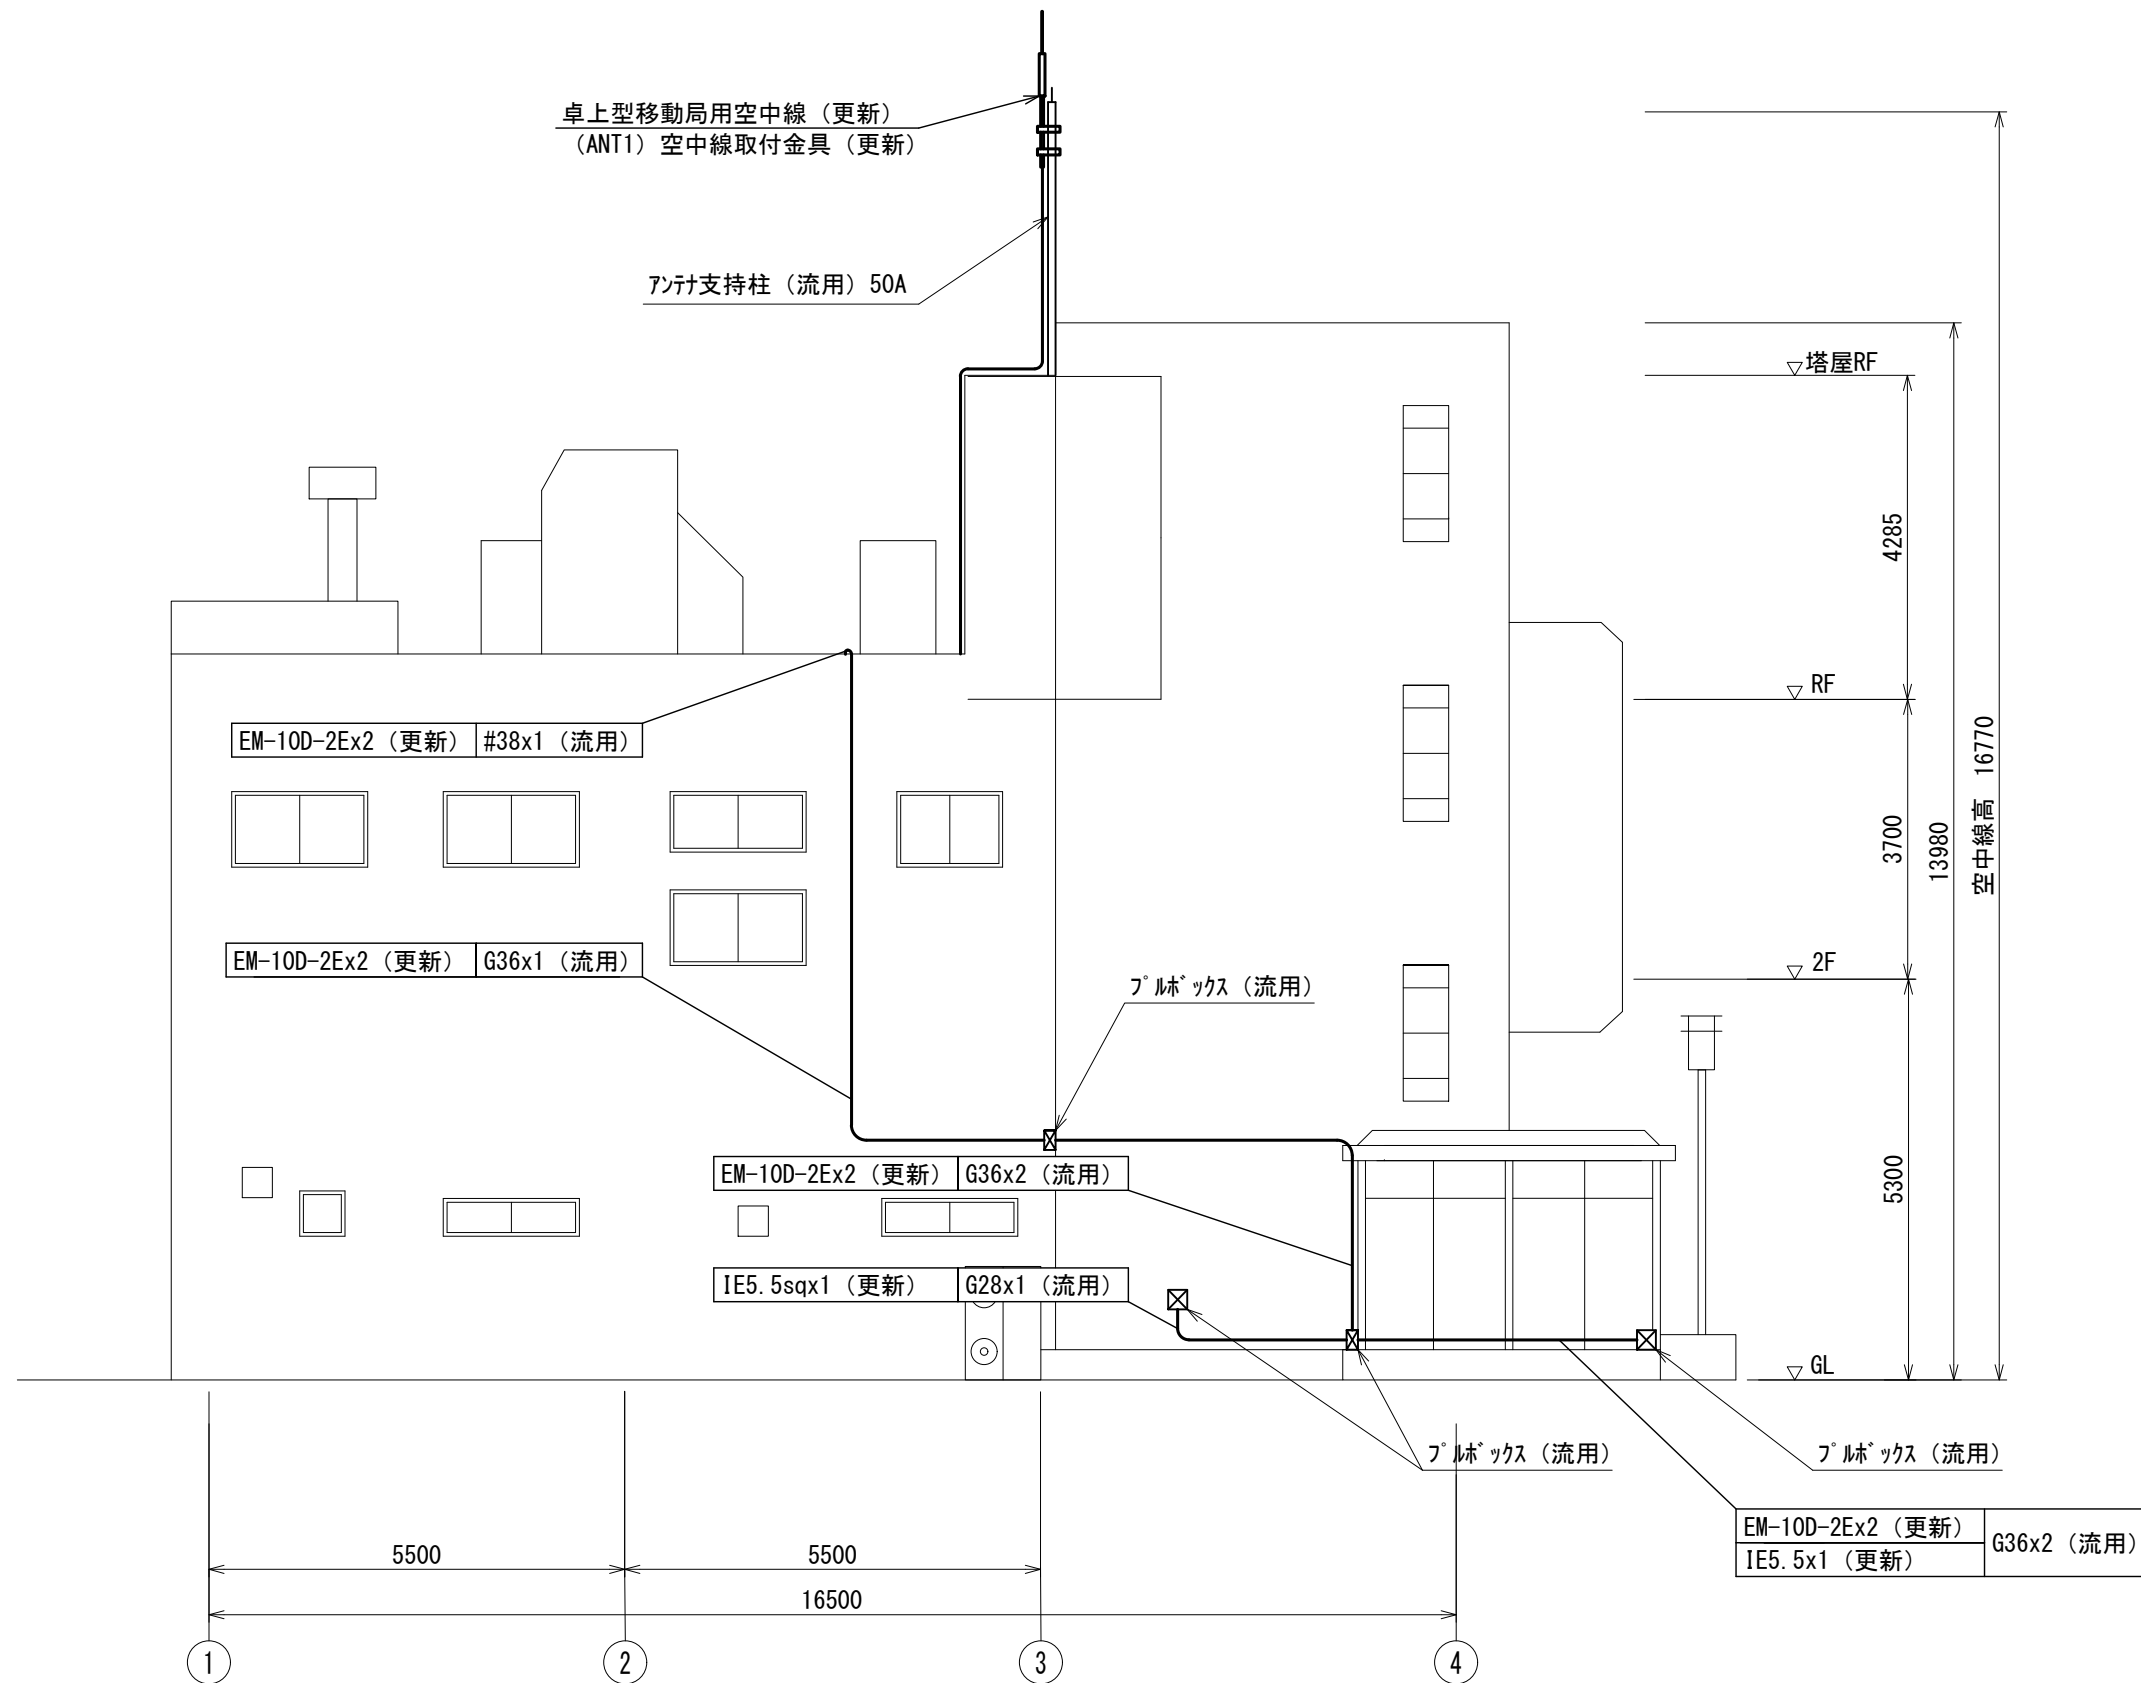 卓上型移動局用空中線（更新）
（ANT1）空中線取付金具（更新）
ｱﾝﾃﾅ支持柱（流用）50A
塔屋RF
4285
RF
EM-10D-2Ex2（更新） #38x1（流用）
空中線高 16770
3700
13980
EM-10D-2Ex2（更新） G36x1（流用）
2F
ﾌﾟﾙﾎﾞｯｸｽ（流用）
EM-10D-2Ex2（更新） G36x2（流用）
5300
IE5.5sqx1（更新） G28x1（流用）
GL
ﾌﾟﾙﾎﾞｯｸｽ（流用）
ﾌﾟﾙﾎﾞｯｸｽ（流用）
EM-10D-2Ex2（更新）
IE5.5x1（更新）
G36x2（流用）
5500
5500
16500
1
2
3
4